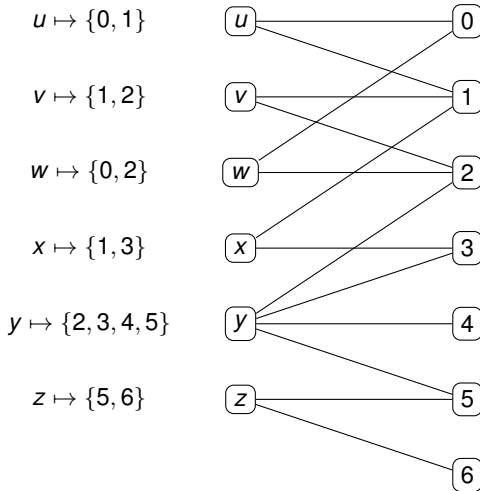 u ↦ {0, 1} u 0
v ↦ {1, 2} v 1
w ↦ {0, 2} w 2
x ↦ {1, 3} x 3
y ↦ {2, 3, 4, 5} y 4
z ↦ {5, 6} z 5
6